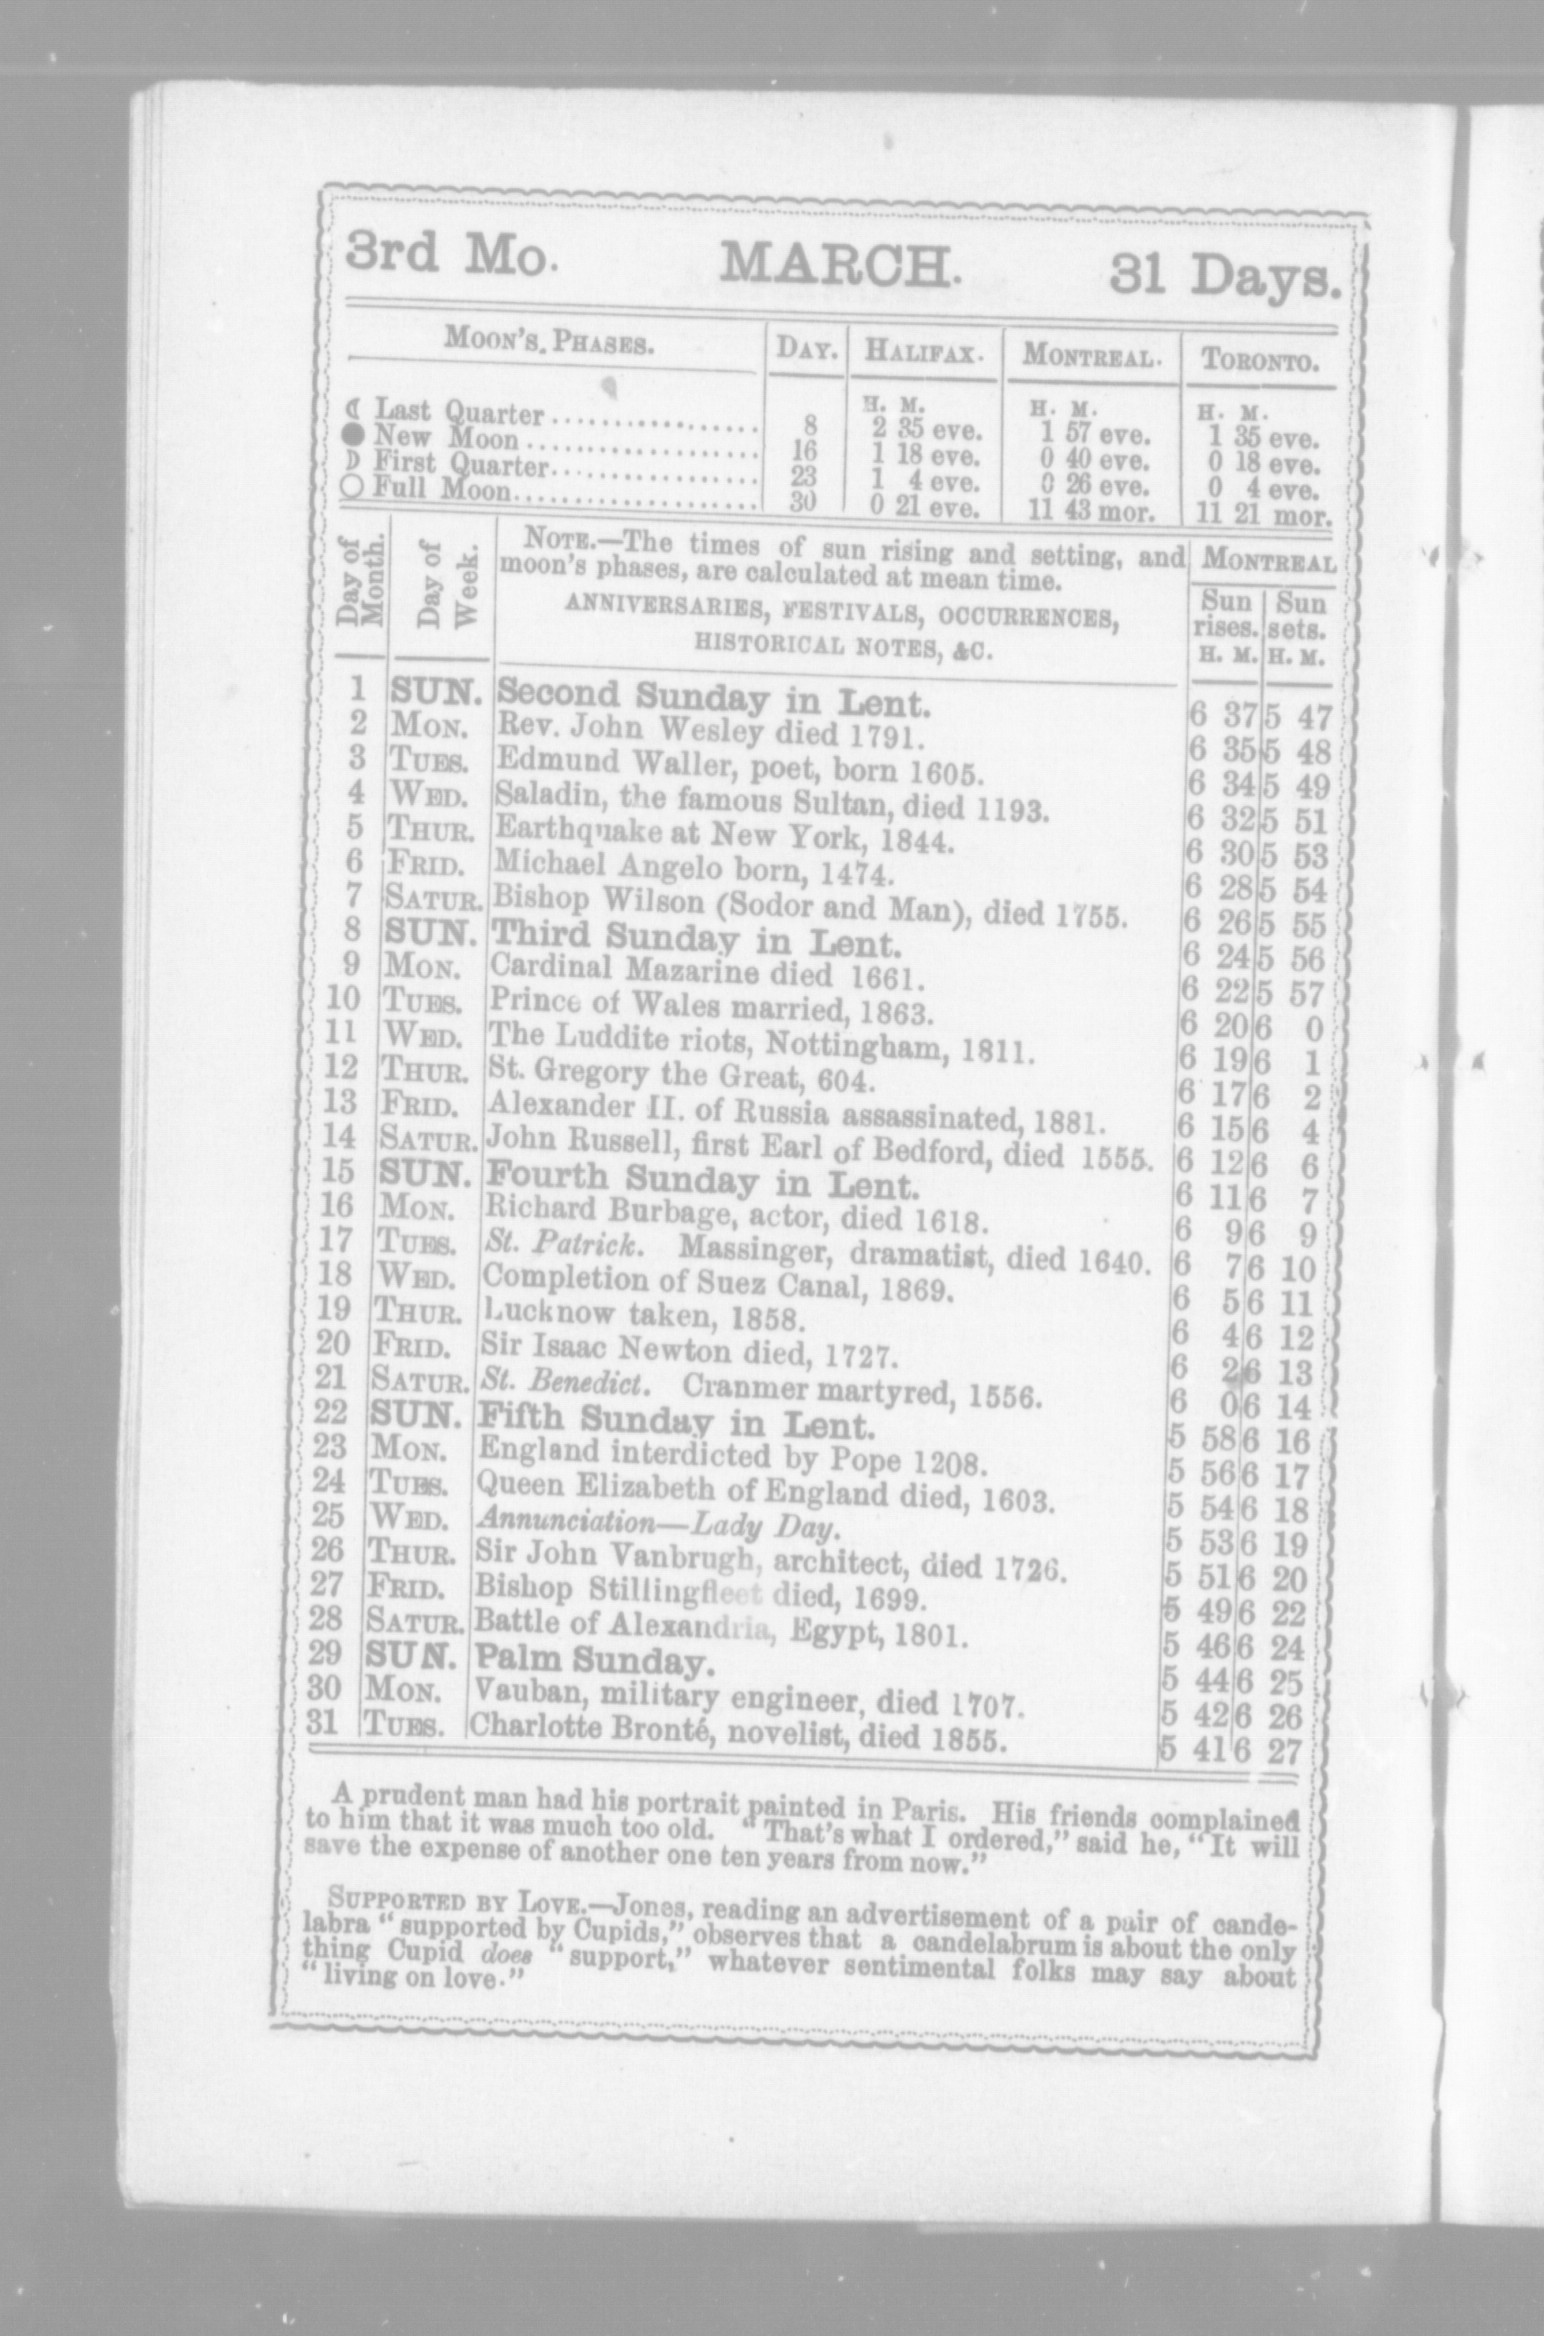 3rd Mo. MARCH. 31 Days.
MOON'S PHASES. DAY. HALIFAX. MONTREAL. TORONTO.
H. M. H. M. H. M.
☾ Last Quarter ................. 8 2 35 eve. 1 57 eve. 1 35 eve.
● New Moon ................... 16 1 18 eve. 0 40 eve. 0 18 eve.
☽ First Quarter................. 23 1 4 eve. 0 26 eve. 0 4 eve.
○ Full Moon.................... 30 0 21 eve. 11 43 mor. 11 21 mor.
Day of Month. Day of Week.
NOTE.—The times of sun rising and setting, and
moon's phases, are calculated at mean time.
ANNIVERSARIES, FESTIVALS, OCCURRENCES,
HISTORICAL NOTES, &C.
MONTREAL
Sun rises. Sun sets.
H. M. H. M.
1 SUN. Second Sunday in Lent. 6 37 5 47
2 MON. Rev. John Wesley died 1791. 6 35 5 48
3 TUES. Edmund Waller, poet, born 1605. 6 34 5 49
4 WED. Saladin, the famous Sultan, died 1193. 6 32 5 51
5 THUR. Earthquake at New York, 1844. 6 30 5 53
6 FRID. Michael Angelo born, 1474. 6 28 5 54
7 SATUR. Bishop Wilson (Sodor and Man), died 1755. 6 26 5 55
8 SUN. Third Sunday in Lent. 6 24 5 56
9 MON. Cardinal Mazarine died 1661. 6 22 5 57
10 TUES. Prince of Wales married, 1863. 6 20 6 0
11 WED. The Luddite riots, Nottingham, 1811. 6 19 6 1
12 THUR. St. Gregory the Great, 604. 6 17 6 2
13 FRID. Alexander II. of Russia assassinated, 1881. 6 15 6 4
14 SATUR. John Russell, first Earl of Bedford, died 1555. 6 12 6 6
15 SUN. Fourth Sunday in Lent. 6 11 6 7
16 MON. Richard Burbage, actor, died 1618. 6 9 6 9
17 TUES. St. Patrick. Massinger, dramatist, died 1640. 6 7 6 10
18 WED. Completion of Suez Canal, 1869. 6 5 6 11
19 THUR. Lucknow taken, 1858. 6 4 6 12
20 FRID. Sir Isaac Newton died, 1727. 6 2 6 13
21 SATUR. St. Benedict. Cranmer martyred, 1556. 6 0 6 14
22 SUN. Fifth Sunday in Lent. 5 58 6 16
23 MON. England interdicted by Pope 1208. 5 56 6 17
24 TUES. Queen Elizabeth of England died, 1603. 5 54 6 18
25 WED. Annunciation—Lady Day. 5 53 6 19
26 THUR. Sir John Vanbrugh, architect, died 1726. 5 51 6 20
27 FRID. Bishop Stillingfleet died, 1699. 5 49 6 22
28 SATUR. Battle of Alexandria, Egypt, 1801. 5 46 6 24
29 SUN. Palm Sunday. 5 44 6 25
30 MON. Vauban, military engineer, died 1707. 5 42 6 26
31 TUES. Charlotte Bronté, novelist, died 1855. 5 41 6 27
A prudent man had his portrait painted in Paris. His friends complained
to him that it was much too old. "That's what I ordered," said he, "It will
save the expense of another one ten years from now."
SUPPORTED BY LOVE.—Jones, reading an advertisement of a pair of cande-
labra "supported by Cupids," observes that a candelabrum is about the only
thing Cupid does "support," whatever sentimental folks may say about
"living on love."